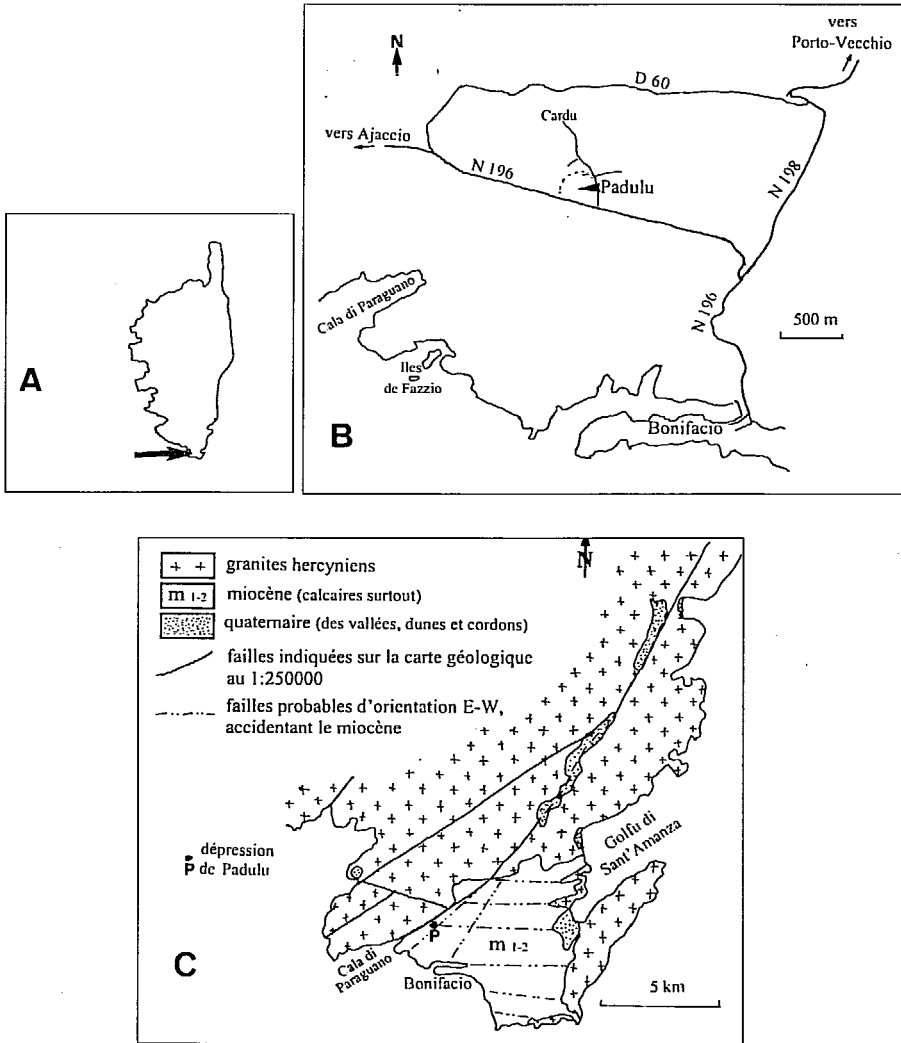 A
N
vers
Porto-Vecchio
D 60
Cardu
vers Ajaccio
N 196
Padulu
N 198
Cala di Paraguano
N 196
500 m
Iles
de Fazzio
Bonifacio
B
N
granites hercyniens
m 1-2 miocène (calcaires surtout)
quaternaire (des vallées, dunes et cordons)
failles indiquées sur la carte géologique
au 1:250000
failles probables d'orientation E-W,
accidentant le miocène
Golfu di
Sant'Amanza
dépression
P de Padulu
P
m 1-2
Cala di
Paraguano
Bonifacio
5 km
C